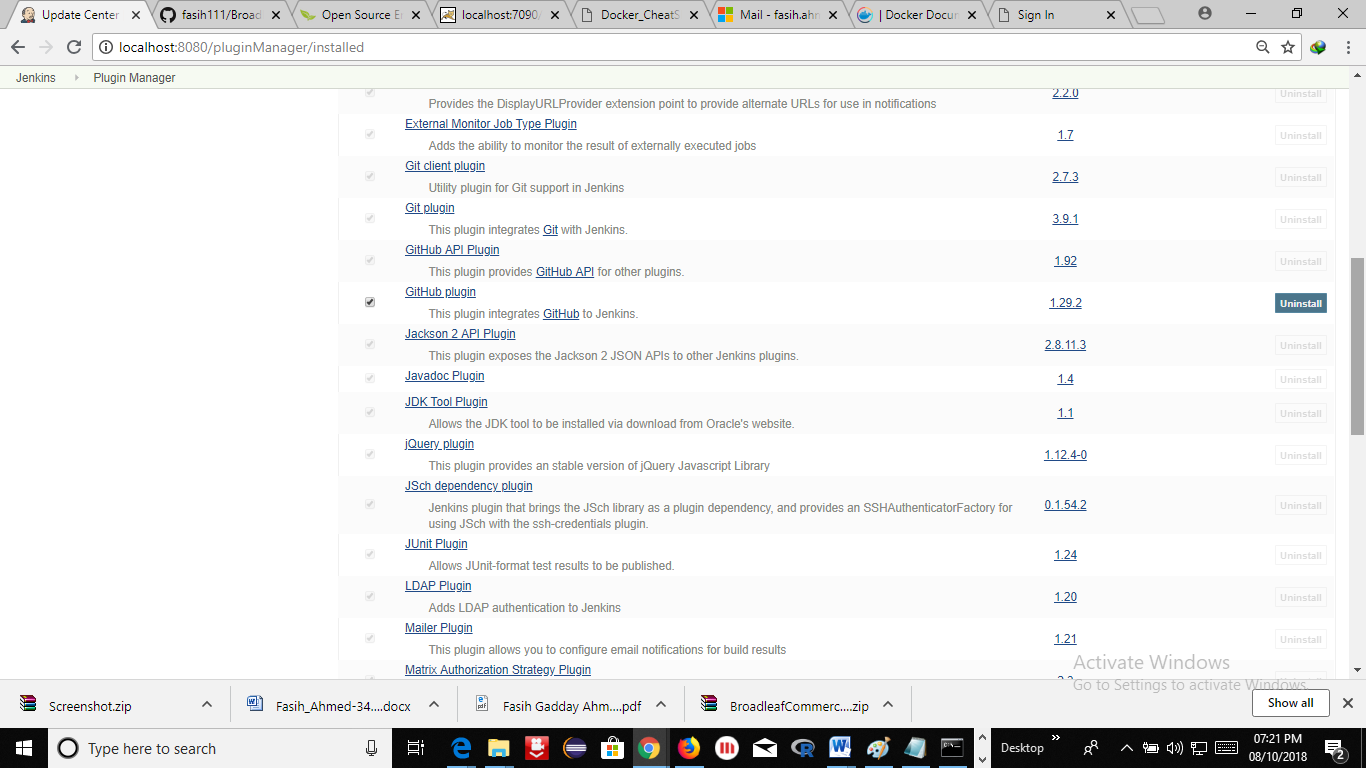 Update Center
fasih111/Broad
Open Source E
localhost:7090/
Docker_CheatS
Mail - fasih.ahm
| Docker Docum
Sign In
localhost:8080/pluginManager/installed
Jenkins
Plugin Manager
Provides the DisplayURLProvider extension point to provide alternate URLs for use in notifications
2.2.0
Uninstall
External Monitor Job Type Plugin
Adds the ability to monitor the result of externally executed jobs
1.7
Uninstall
Git client plugin
Utility plugin for Git support in Jenkins
2.7.3
Uninstall
Git plugin
This plugin integrates Git with Jenkins.
3.9.1
Uninstall
GitHub API Plugin
This plugin provides GitHub API for other plugins.
1.92
Uninstall
GitHub plugin
This plugin integrates GitHub to Jenkins.
1.29.2
Uninstall
Jackson 2 API Plugin
This plugin exposes the Jackson 2 JSON APIs to other Jenkins plugins.
2.8.11.3
Uninstall
Javadoc Plugin
1.4
Uninstall
JDK Tool Plugin
Allows the JDK tool to be installed via download from Oracle's website.
1.1
Uninstall
jQuery plugin
This plugin provides an stable version of jQuery Javascript Library
1.12.4-0
Uninstall
JSch dependency plugin
Jenkins plugin that brings the JSch library as a plugin dependency, and provides an SSHAuthenticatorFactory for
using JSch with the ssh-credentials plugin.
0.1.54.2
Uninstall
JUnit Plugin
Allows JUnit-format test results to be published.
1.24
Uninstall
LDAP Plugin
Adds LDAP authentication to Jenkins
1.20
Uninstall
Mailer Plugin
This plugin allows you to configure email notifications for build results
1.21
Uninstall
Matrix Authorization Strategy Plugin
Activate Windows
Go to Settings to activate Windows.
Screenshot.zip
Fasih_Ahmed-34....docx
Fasih Gadday Ahm....pdf
BroadleafCommerc....zip
Show all
Type here to search
Desktop
07:21 PM
08/10/2018
2